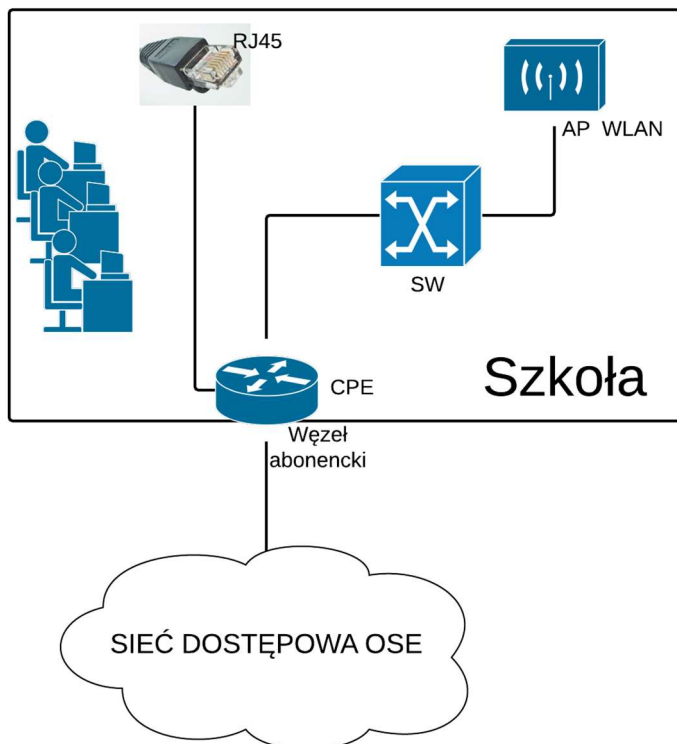 RJ45
AP WLAN
SW
Szkoła
CPE
Węzeł
abonencki
SIEĆ DOSTĘPOWA OSE